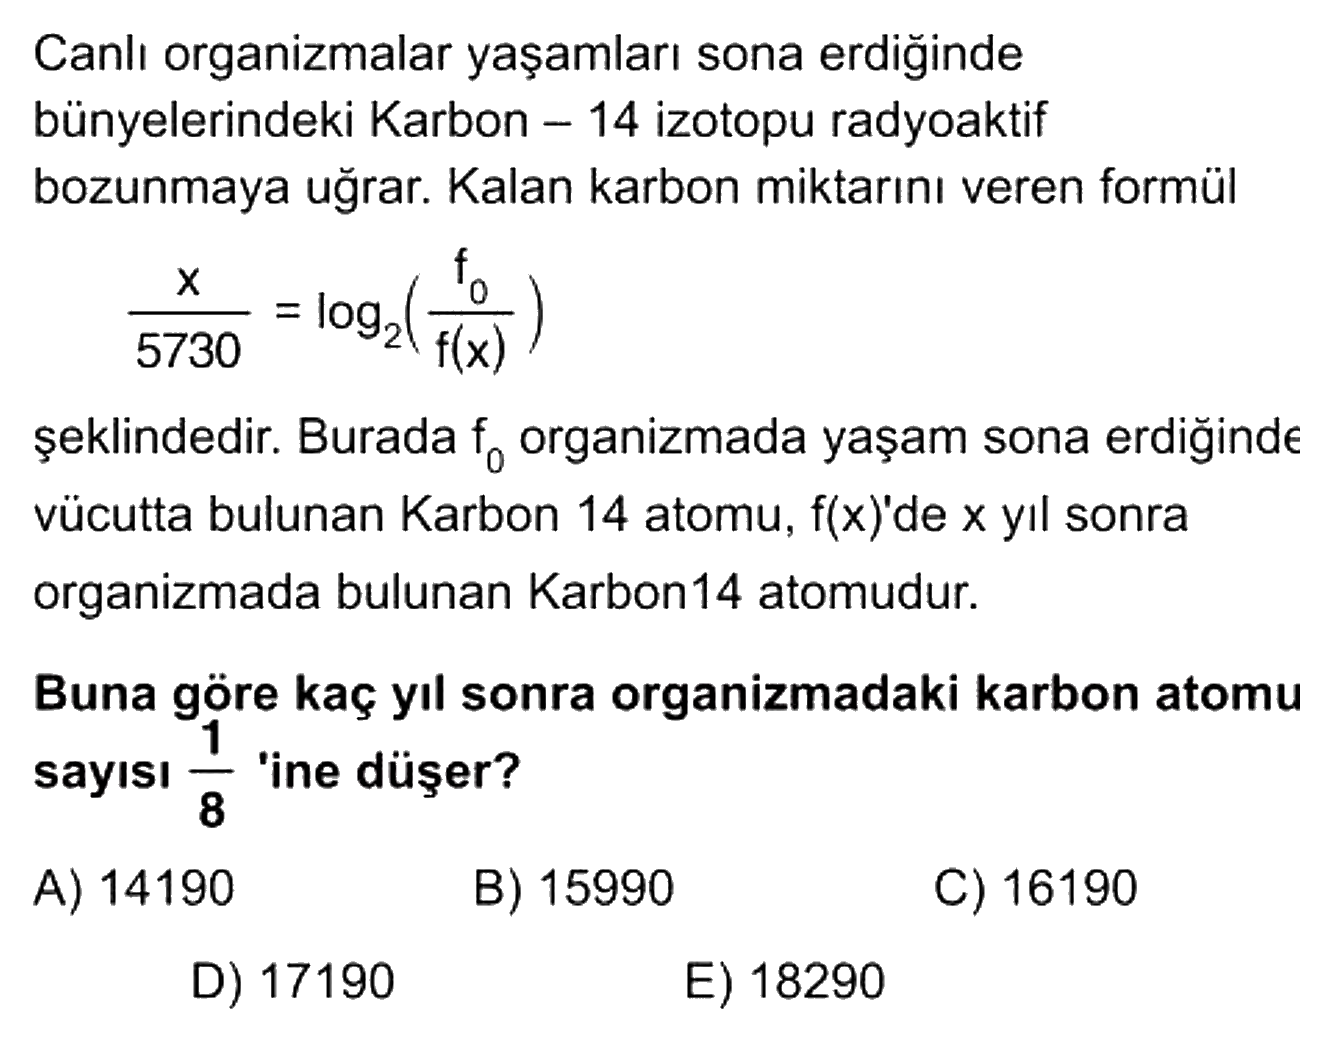 Canlı organizmalar yaşamları sona erdiğinde
bünyelerindeki Karbon – 14 izotopu radyoaktif
bozunmaya uğrar. Kalan karbon miktarını veren formül
x/5730 = log₂(f₀/f(x))
şeklindedir. Burada f₀ organizmada yaşam sona erdiğinde
vücutta bulunan Karbon 14 atomu, f(x)'de x yıl sonra
organizmada bulunan Karbon14 atomudur.
Buna göre kaç yıl sonra organizmadaki karbon atomu
sayısı 1/8 'ine düşer?
A) 14190 B) 15990 C) 16190
D) 17190 E) 18290